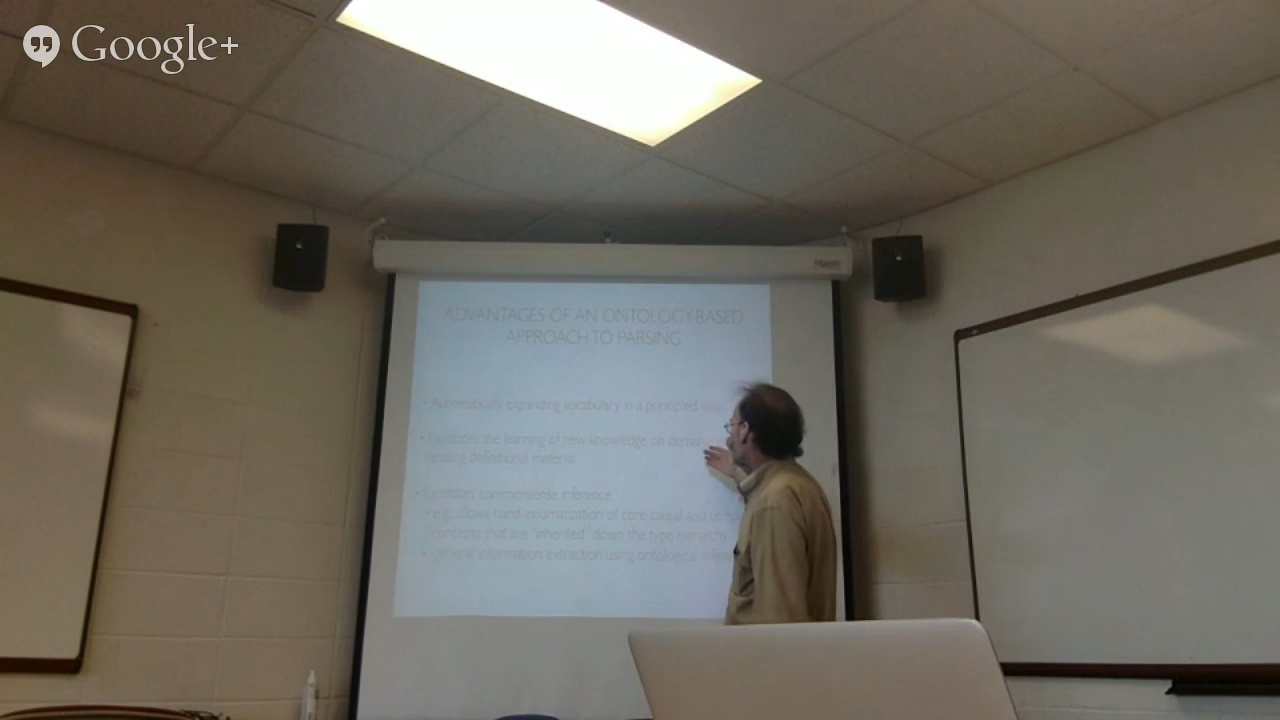 Google+
ADVANTAGES OF AN ONTOLOGY-BASED
APPROACH TO PARSING
• Automatically expanding vocabulary in a principled
• Facilitates the learning of new knowledge on
reading definitional material
• Facilitates commonsense inference
• e.g., allows hand axiomatization of core causal and
concepts that are "inherited" down the type hierarchy
• general information extraction using ontological